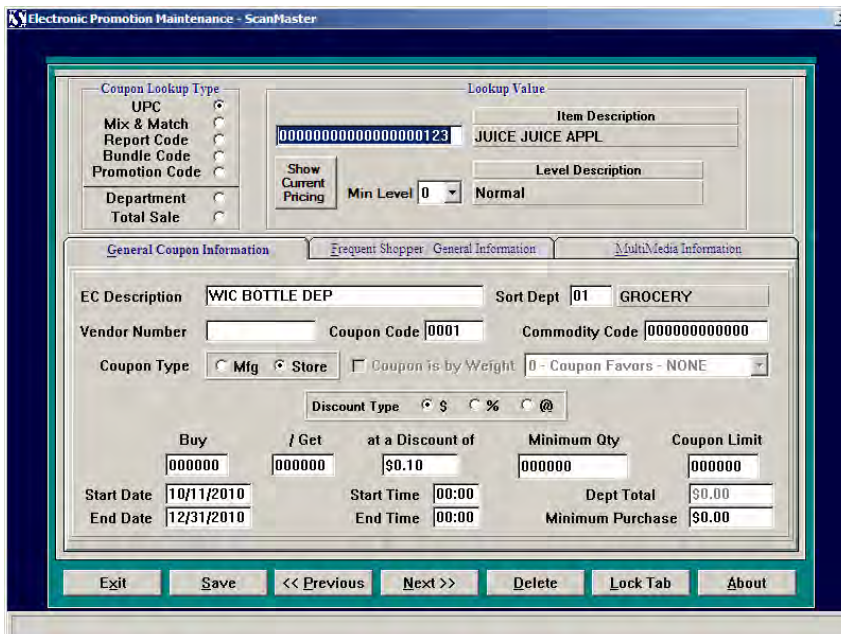 Electronic Promotion Maintenance - ScanMaster
Coupon Lookup Type
UPC
Mix & Match
Report Code
Bundle Code
Promotion Code
Department
Total Sale
Lookup Value
00000000000000000123
Item Description
JUICE JUICE APPL
Show
Current
Pricing
Min Level 0
Level Description
Normal
General Coupon Information
Frequent Shopper General Information
MultiMedia Information
EC Description WIC BOTTLE DEP Sort Dept 01 GROCERY
Vendor Number Coupon Code 0001 Commodity Code 000000000000
Coupon Type Mfg Store Coupon is by Weight 0 - Coupon Favors - NONE
Discount Type $ % @
Buy / Get at a Discount of Minimum Qty Coupon Limit
000000 000000 $0.10 000000 000000
Start Date 10/11/2010 Start Time 00:00 Dept Total $0.00
End Date 12/31/2010 End Time 00:00 Minimum Purchase $0.00
Exit Save << Previous Next >> Delete Lock Tab About